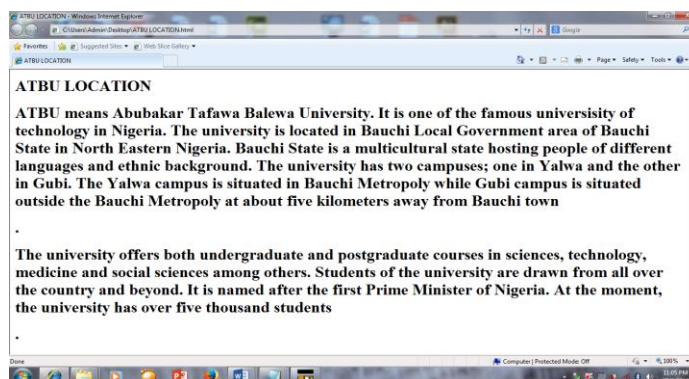 ATBU LOCATION - Windows Internet Explorer
C:\Users\Admin\Desktop\ATBU LOCATION.html
Google
Favorites Suggested Sites Web Slice Gallery
ATBU LOCATION Page Safety Tools
ATBU LOCATION
ATBU means Abubakar Tafawa Balewa University. It is one of the famous univerisity of
technology in Nigeria. The university is located in Bauchi Local Government area of Bauchi
State in North Eastern Nigeria. Bauchi State is a multicultural state hosting people of different
languages and ethnic background. The university has two campuses; one in Yalwa and the other
in Gubi. The Yalwa campus is situated in Bauchi Metropoly while Gubi campus is situated
outside the Bauchi Metropoly at about five kilometers away from Bauchi town
.
The university offers both undergraduate and postgraduate courses in sciences, technology,
medicine and social sciences among others. Students of the university are drawn from all over
the country and beyond. It is named after the first Prime Minister of Nigeria. At the moment,
the university has over five thousand students
.
Done Computer | Protected Mode: Off 100%
11:05 PM